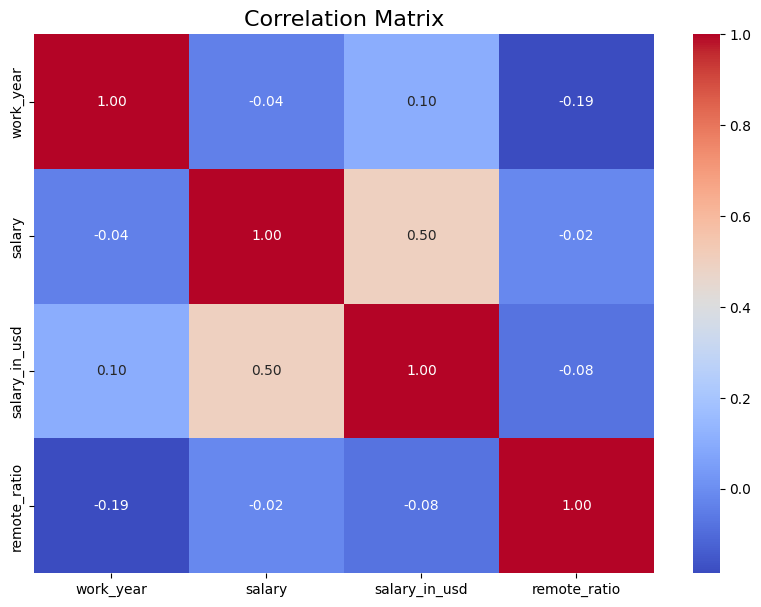 Correlation Matrix
work_year
1.00
-0.04
0.10
-0.19
salary
-0.04
1.00
0.50
-0.02
salary_in_usd
0.10
0.50
1.00
-0.08
remote_ratio
-0.19
-0.02
-0.08
1.00
work_year
salary
salary_in_usd
remote_ratio
1.0
0.8
0.6
0.4
0.2
0.0